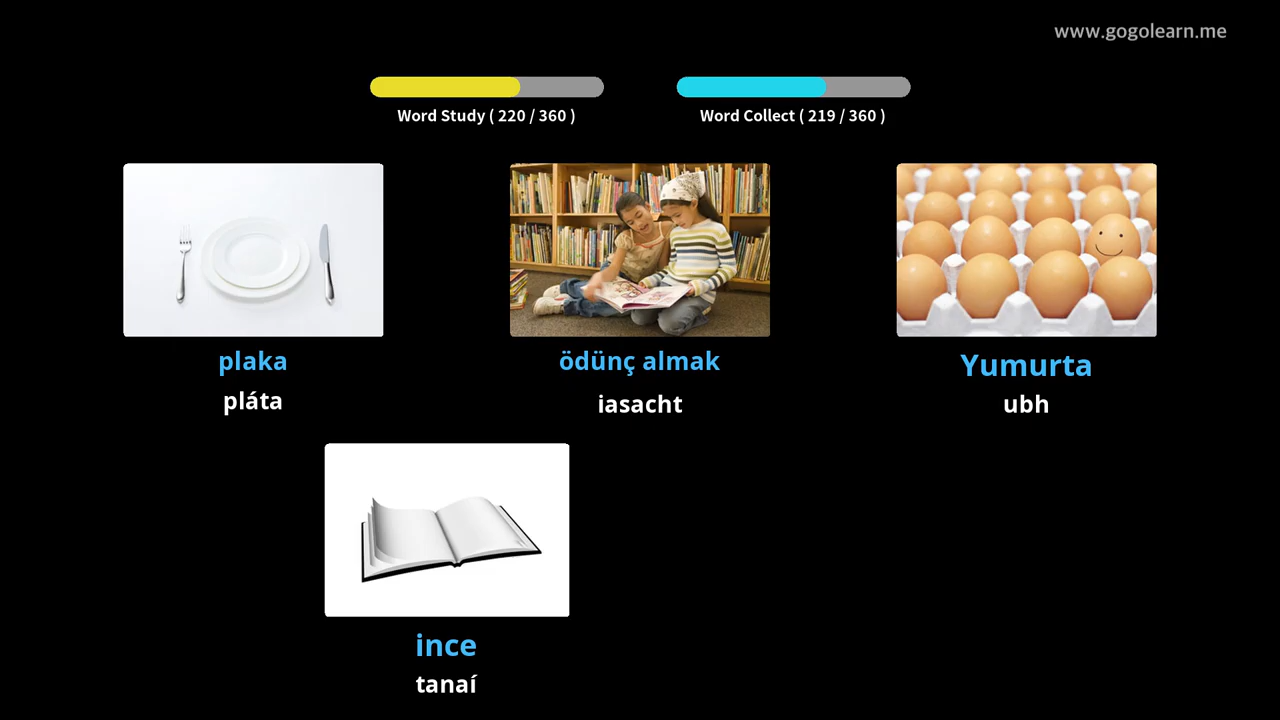 www.gogolearn.me
Word Study ( 220 / 360 )
Word Collect ( 219 / 360 )
plaka
pláta
ödünç almak
iasacht
Yumurta
ubh
ince
tanaí